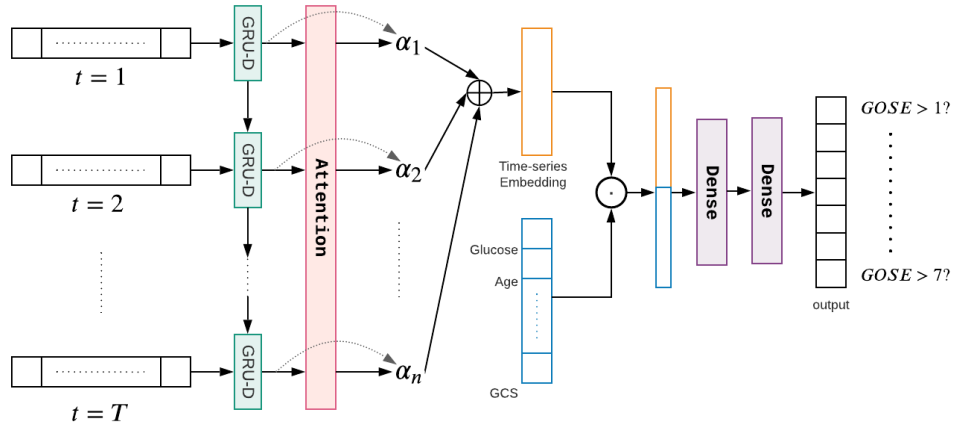 GRU-D
α1
t = 1
GRU-D
α2
t = 2
Attention
GRU-D
αn
t = T
Time-series
Embedding
Glucose
Age
GCS
Dense
Dense
output
GOSE > 1?
GOSE > 7?